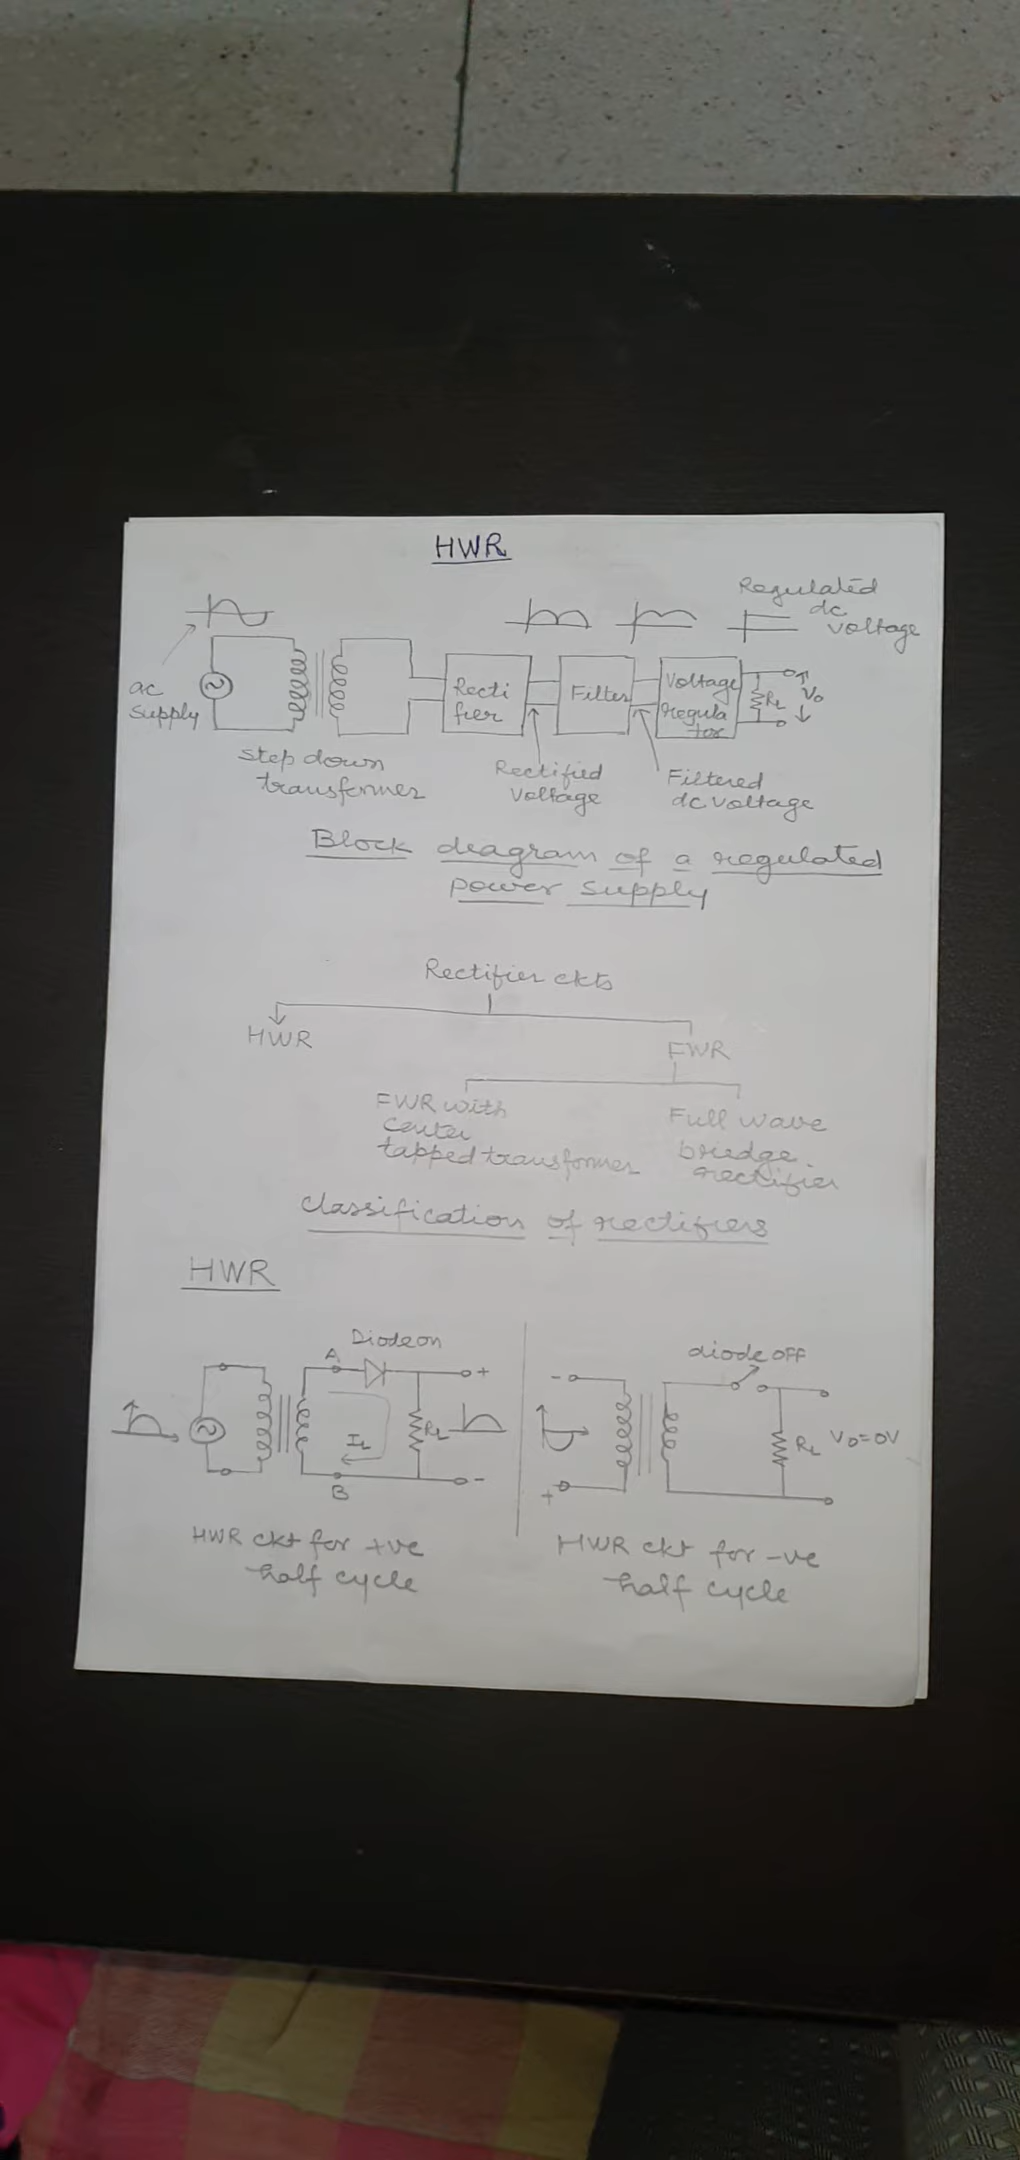 HWR
Regulated
dc
voltage
ac
supply
Recti
fier
Filter
Voltage
regula
tor
RL
Vo
step down
transformer
Rectified
voltage
Filtered
dc voltage
Block deagram of a regulated
power supply
Rectifier ckts
HWR
FWR
FWR with
center
tapped transformer
Full wave
bridge
rectifier
Classification of rectifiers
HWR
Diode on
A
+
IL
RL
B
-
HWR ckt for +ve
half cycle
diode OFF
-
+
RL
Vo=0V
HWR ckt for -ve
half cycle